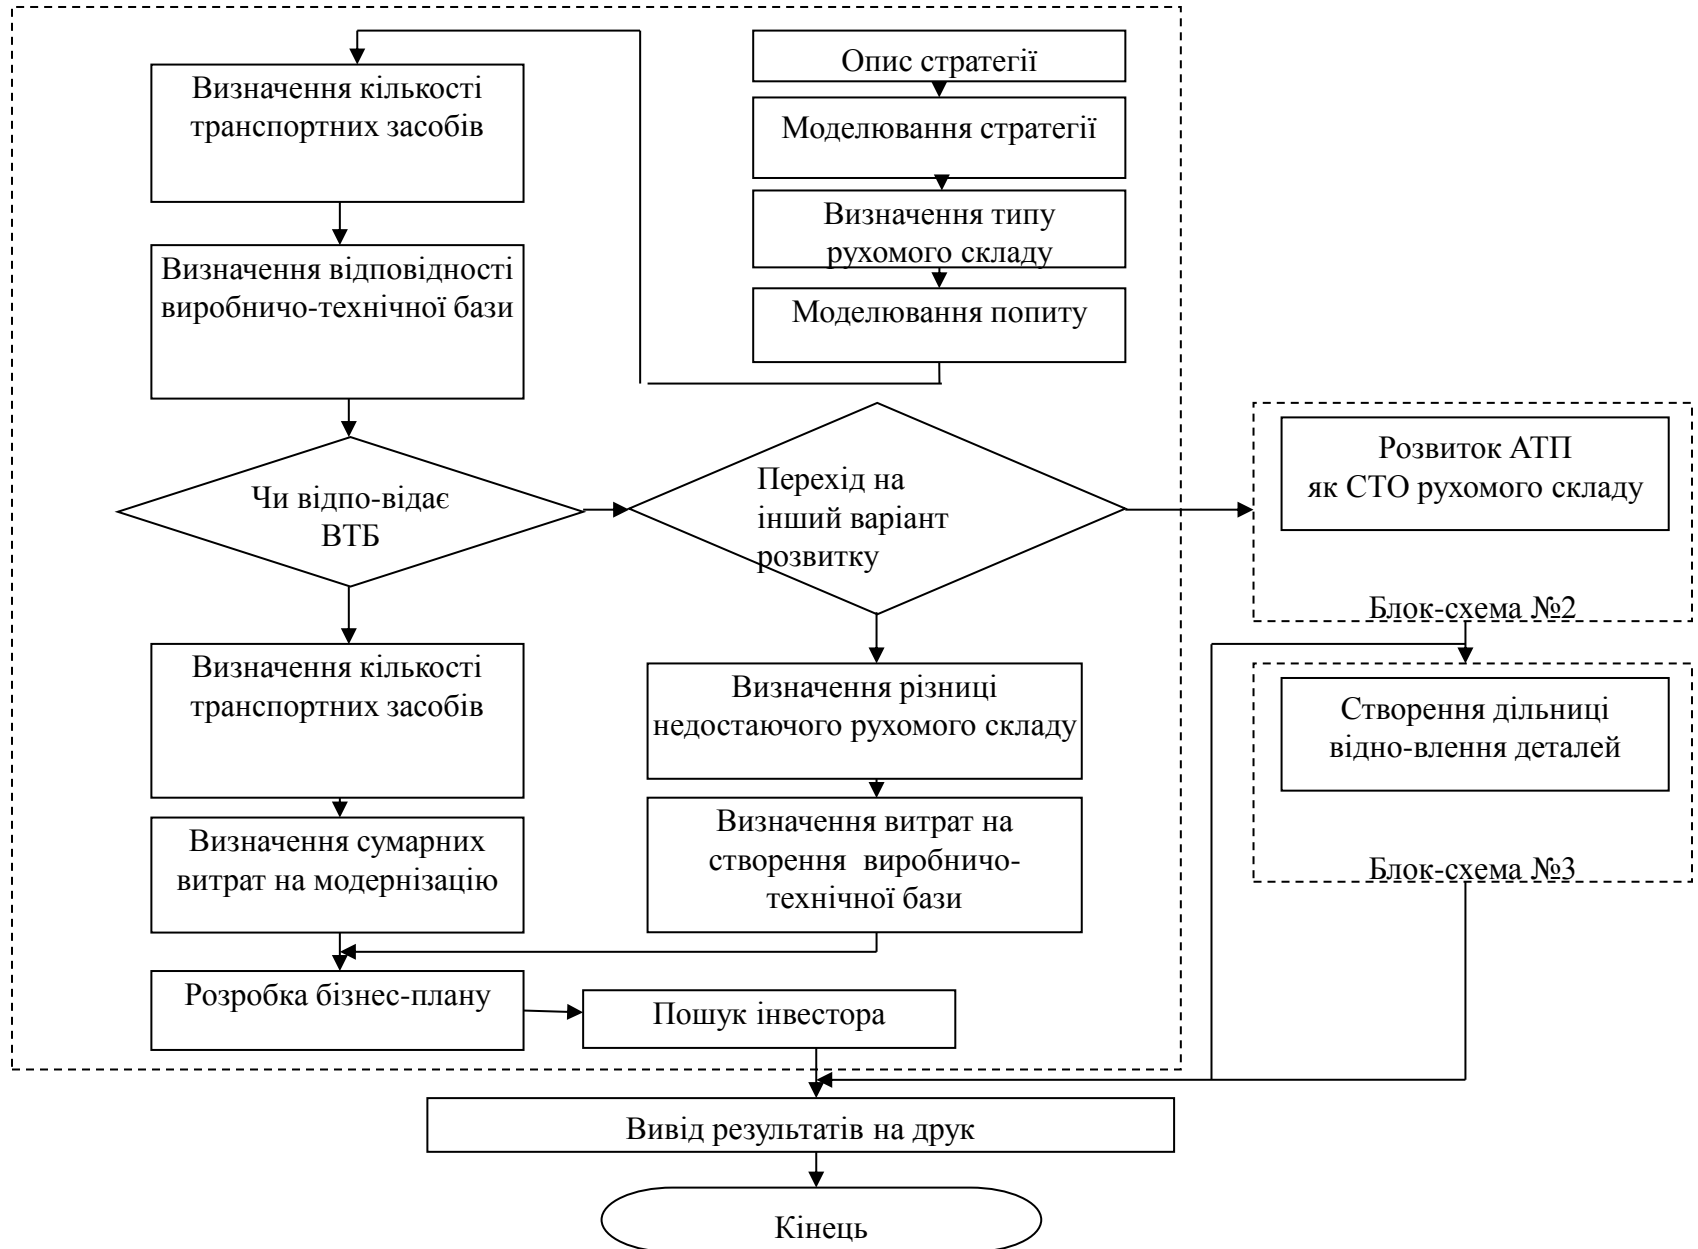 Опис стратегії
Моделювання стратегії
Визначення типу
рухомого складу
Моделювання попиту
Визначення кількості
транспортних засобів
Визначення відповідності
виробничо-технічної бази
Чи відпо-відає
ВТБ
Перехід на
інший варіант
розвитку
Розвиток АТП
як СТО рухомого складу
Блок-схема №2
Створення дільниці
відно-влення деталей
Блок-схема №3
Визначення кількості
транспортних засобів
Визначення сумарних
витрат на модернізацію
Визначення різниці
недостаючого рухомого складу
Визначення витрат на
створення виробничо-
технічної бази
Розробка бізнес-плану
Пошук інвестора
Вивід результатів на друк
Кінець